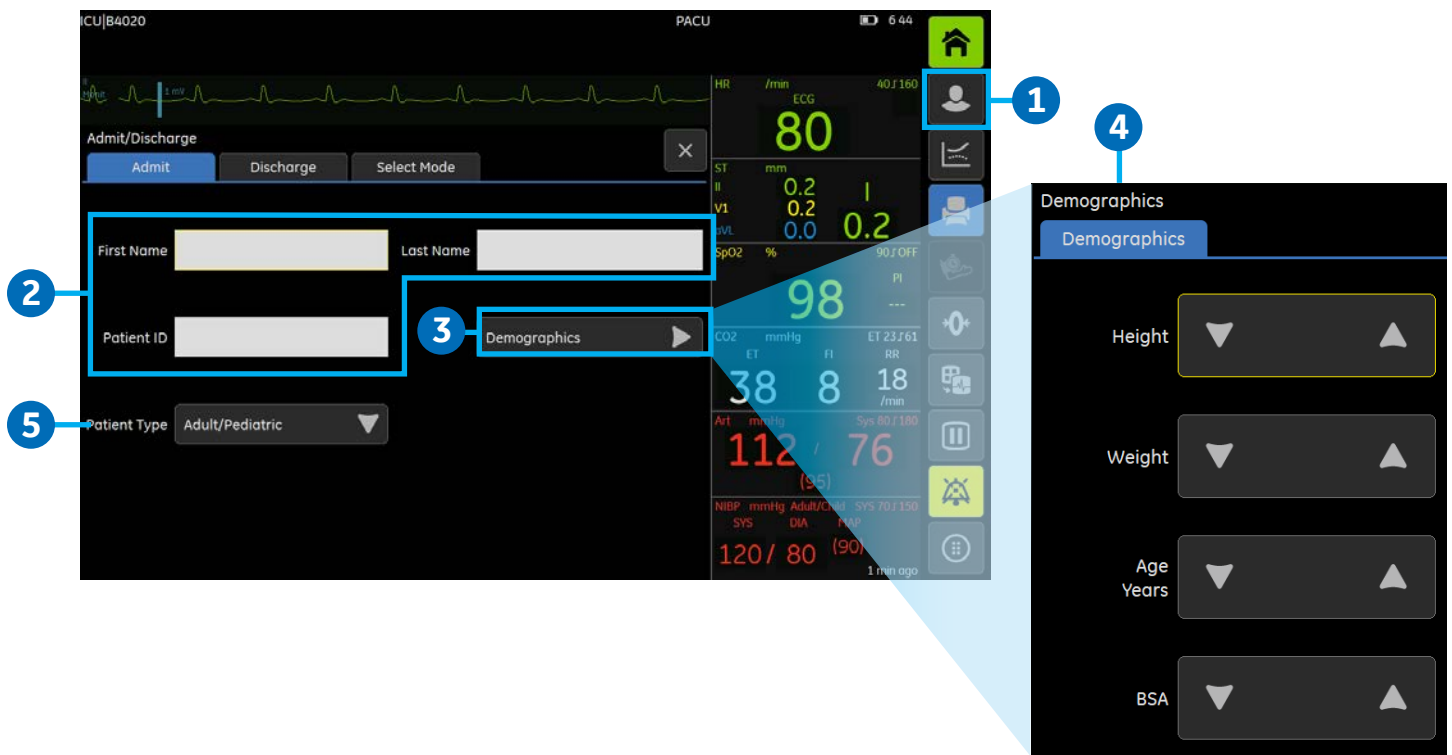 ICU|B4020 PACU 6 44
1 mV
HR /min 40 160
ECG
80
1
4
Admit/Discharge
Admit Discharge Select Mode
ST mm
II 0.2 I
V1 0.2 0.2
aVL 0.0
Demographics
Demographics
First Name Last Name
SpO2 % 90 OFF
PI
98 ---
2
3
Patient ID Demographics
CO2 mmHg ET 23 61
ET FI RR
38 8 18
/min
Height
5
Patient Type Adult/Pediatric
Art mmHg Sys 80 180
112 / 76
(95)
Weight
NIBP mmHg Adult/Child SYS 70 150
SYS DIA MAP
120 / 80 (90)
1 min ago
Age
Years
BSA